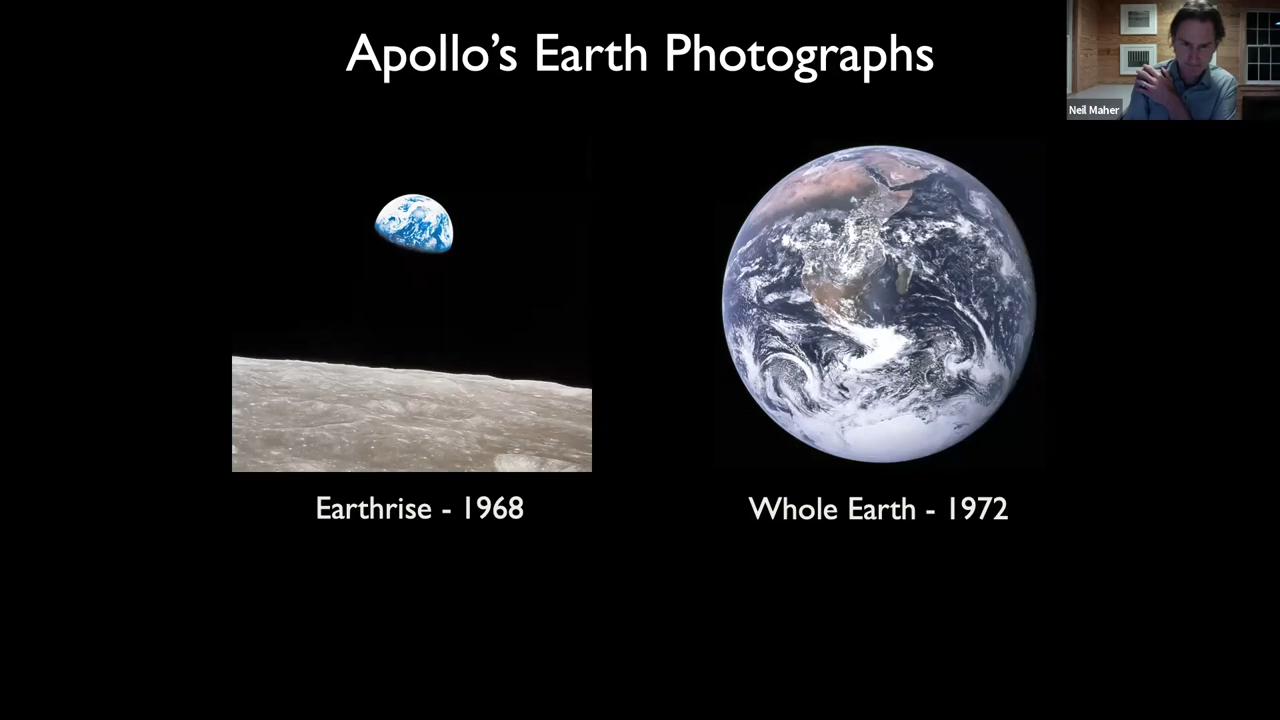 Apollo’s Earth Photographs
Neil Maher
Earthrise - 1968
Whole Earth - 1972